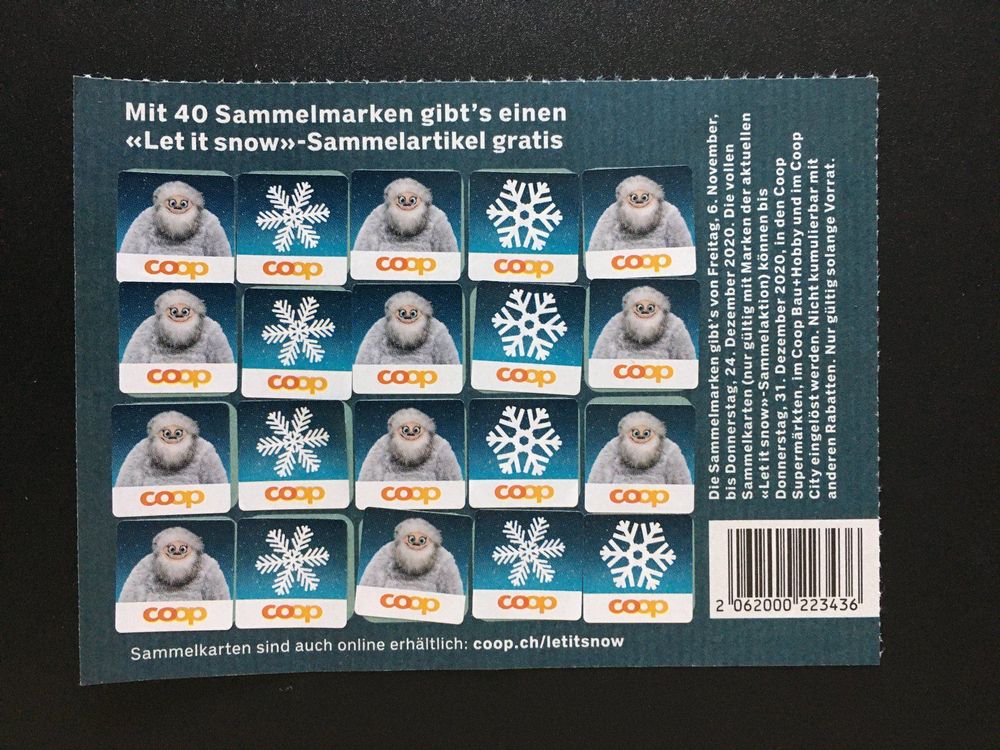 Mit 40 Sammelmarken gibt's einen
«Let it snow»-Sammelartikel gratis
coop coop coop coop coop
coop coop coop coop coop
coop coop coop coop coop
coop coop coop coop coop
Sammelkarten sind auch online erhältlich: coop.ch/letitsnow
Die Sammelmarken gibt's von Freitag, 6. November,
bis Donnerstag, 24. Dezember 2020. Die vollen
Sammelkarten (nur gültig mit Marken der aktuellen
«Let it snow»-Sammelaktion) können bis
Donnerstag, 31. Dezember 2020, in den Coop
Supermärkten, im Coop Bau+Hobby und im Coop
City eingelöst werden. Nicht kumulierbar mit
anderen Rabatten. Nur gültig solange Vorrat.
2 062000 223436